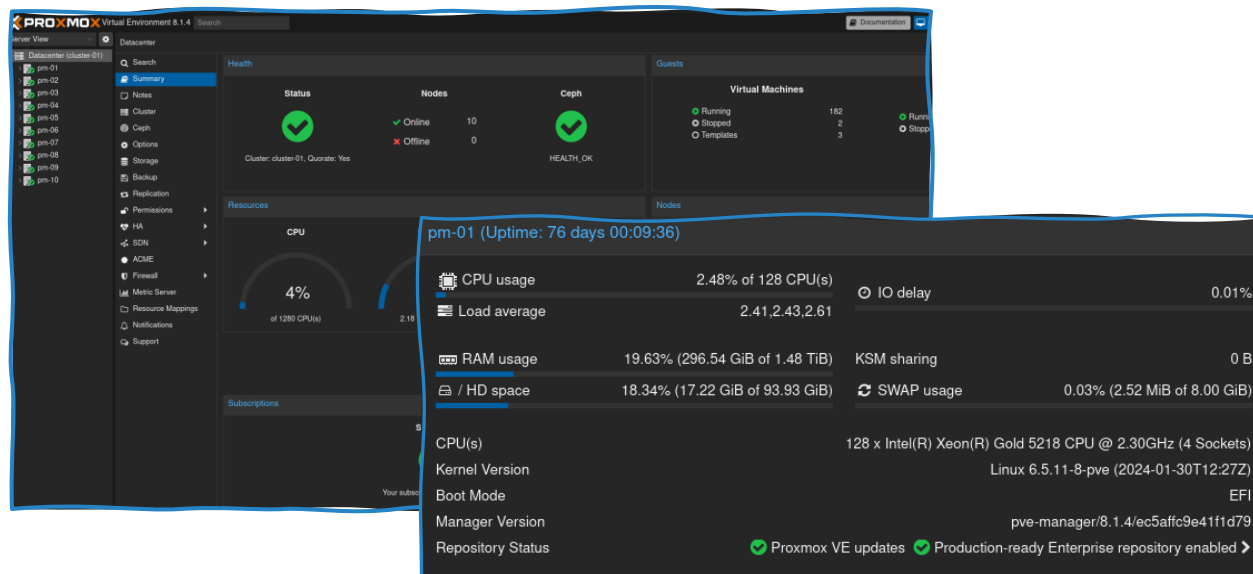 PROXMOX Virtual Environment 8.1.4 Search
Documentation
Server View
Datacenter
Datacenter (cluster-01)
pm-01
pm-02
pm-03
pm-04
pm-05
pm-06
pm-07
pm-08
pm-09
pm-10
Search
Summary
Notes
Cluster
Ceph
Options
Storage
Backup
Replication
Permissions
HA
SDN
ACME
Firewall
Metric Server
Resource Mappings
Notifications
Support
Health
Status
Nodes
Ceph
Online 10
Offline 0
Cluster: cluster-01, Quorate: Yes
HEALTH_OK
Guests
Virtual Machines
Running 182
Stopped 2
Templates 3
Resources
Nodes
CPU
4%
of 1280 CPU(s)
2.18
Subscriptions
pm-01 (Uptime: 76 days 00:09:36)
CPU usage 2.48% of 128 CPU(s)
IO delay 0.01%
Load average 2.41,2.43,2.61
RAM usage 19.63% (296.54 GiB of 1.48 TiB)
KSM sharing 0 B
/ HD space 18.34% (17.22 GiB of 93.93 GiB)
SWAP usage 0.03% (2.52 MiB of 8.00 GiB)
CPU(s) 128 x Intel(R) Xeon(R) Gold 5218 CPU @ 2.30GHz (4 Sockets)
Kernel Version Linux 6.5.11-8-pve (2024-01-30T12:27Z)
Boot Mode EFI
Manager Version pve-manager/8.1.4/ec5affc9e41f1d79
Repository Status Proxmox VE updates Production-ready Enterprise repository enabled